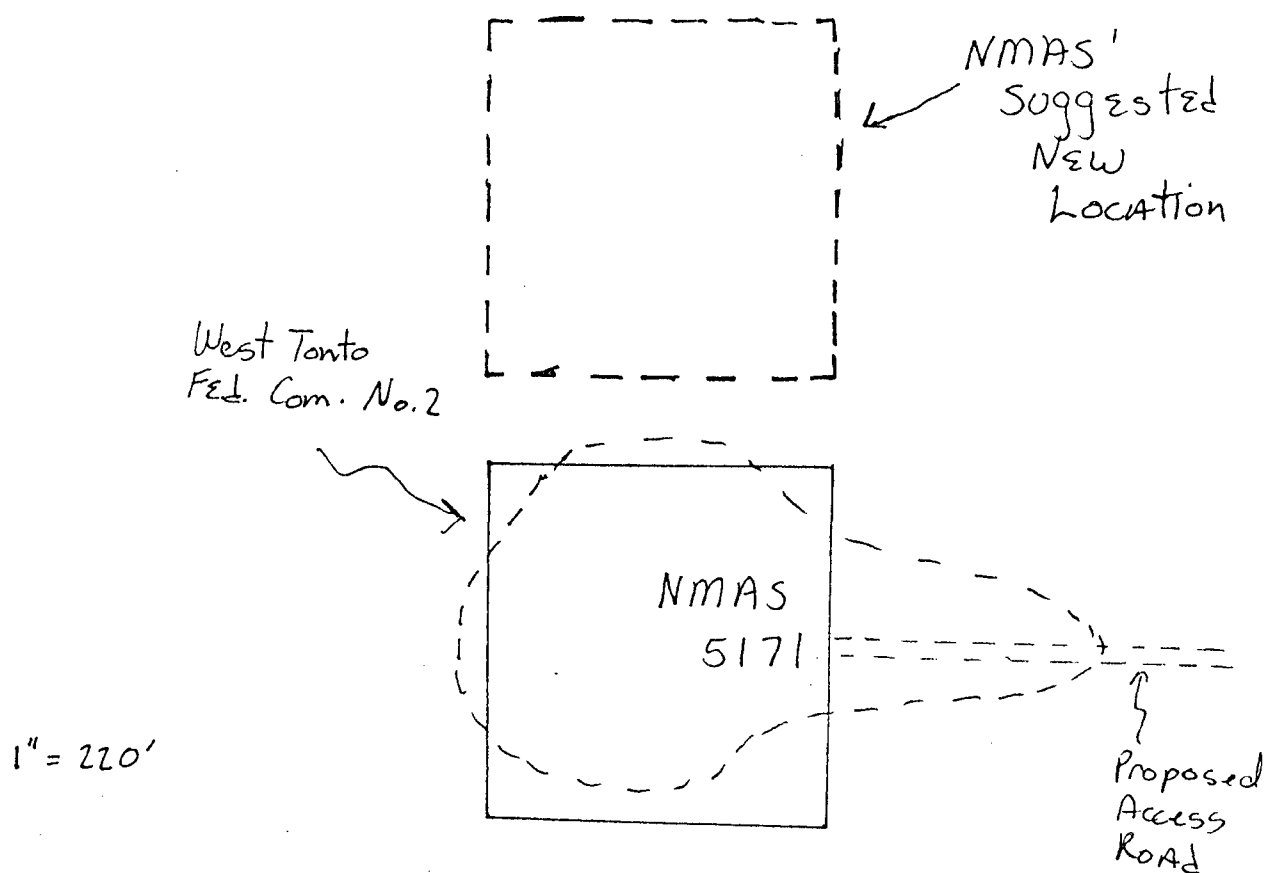 NMAS'
Suggested
New
Location
West Tonto
Fed. Com. No. 2
NMAS
5171
1" = 220'
Proposed
Access
Road